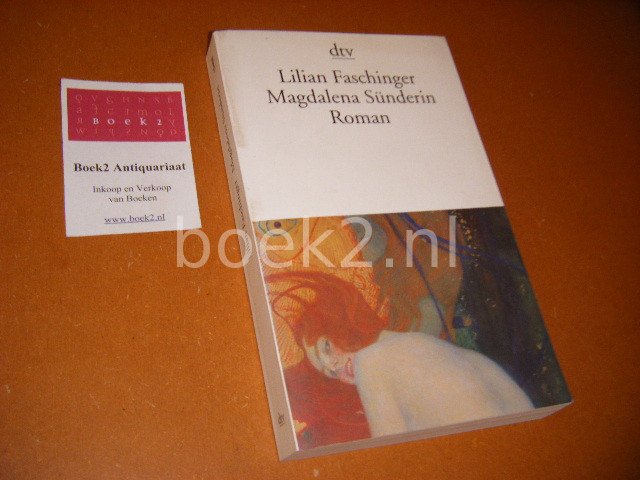 dtv
Lilian Faschinger
Magdalena Sünderin
Roman
Boek2
Boek2 Antiquariaat
Inkoop en Verkoop
van Boeken
www.boek2.nl
boek2.nl